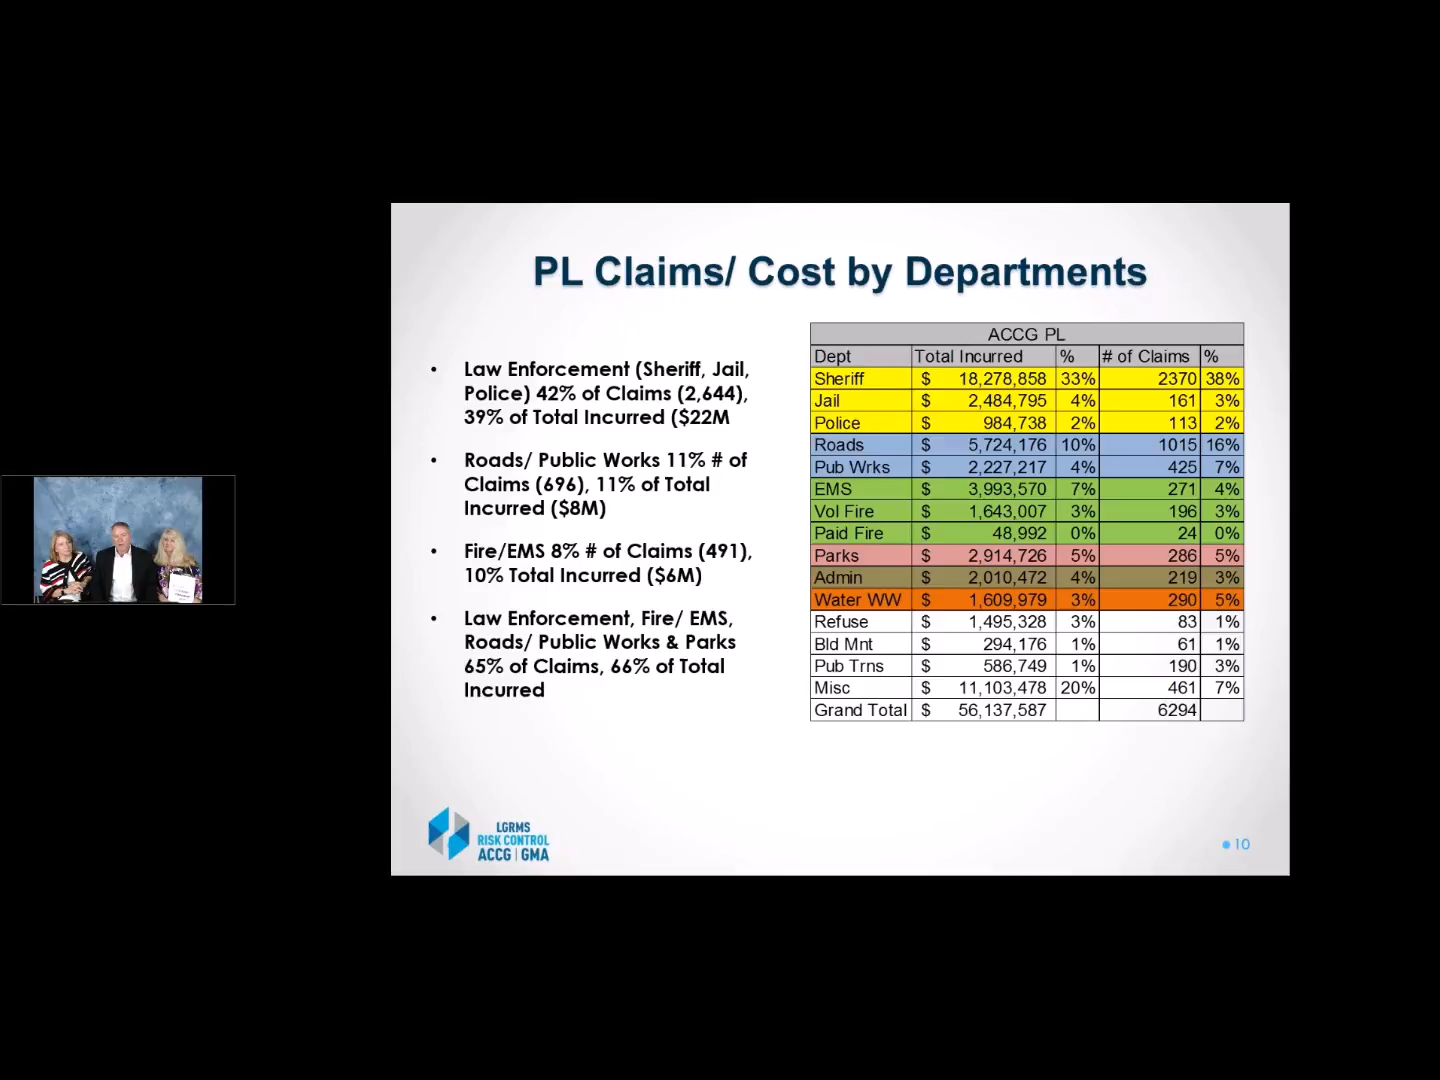 PL Claims/ Cost by Departments
• Law Enforcement (Sheriff, Jail,
Police) 42% of Claims (2,644),
39% of Total Incurred ($22M
• Roads/ Public Works 11% # of
Claims (696), 11% of Total
Incurred ($8M)
• Fire/EMS 8% # of Claims (491),
10% Total Incurred ($6M)
• Law Enforcement, Fire/ EMS,
Roads/ Public Works & Parks
65% of Claims, 66% of Total
Incurred
ACCG PL
Dept Total Incurred % # of Claims %
Sheriff $ 18,278,858 33% 2370 38%
Jail $ 2,484,795 4% 161 3%
Police $ 984,738 2% 113 2%
Roads $ 5,724,176 10% 1015 16%
Pub Wrks $ 2,227,217 4% 425 7%
EMS $ 3,993,570 7% 271 4%
Vol Fire $ 1,643,007 3% 196 3%
Paid Fire $ 48,992 0% 24 0%
Parks $ 2,914,726 5% 286 5%
Admin $ 2,010,472 4% 219 3%
Water WW $ 1,609,979 3% 290 5%
Refuse $ 1,495,328 3% 83 1%
Bld Mnt $ 294,176 1% 61 1%
Pub Trns $ 586,749 1% 190 3%
Misc $ 11,103,478 20% 461 7%
Grand Total $ 56,137,587 6294
LGRMS
RISK CONTROL
ACCG | GMA
• 10